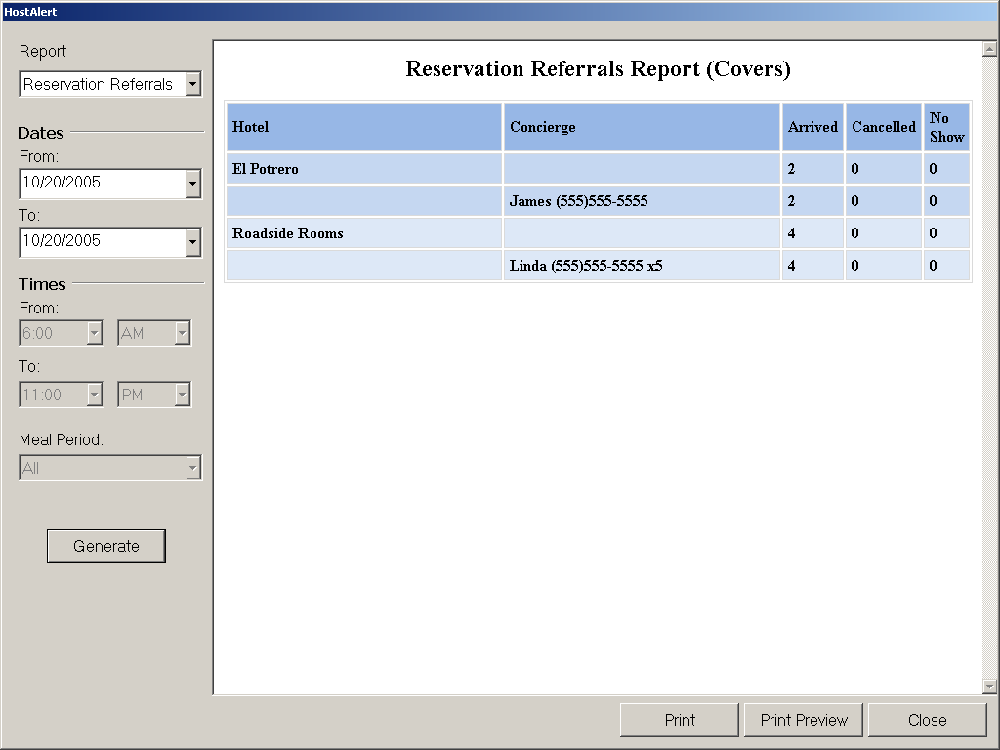 HostAlert
Report
Reservation Referrals
Dates
From:
10/20/2005
To:
10/20/2005
Times
From:
6:00 AM
To:
11:00 PM
Meal Period:
All
Generate
Reservation Referrals Report (Covers)
Hotel Concierge Arrived Cancelled No Show
El Potrero 2 0 0
James (555)555-5555 2 0 0
Roadside Rooms 4 0 0
Linda (555)555-5555 x5 4 0 0
Print Print Preview Close